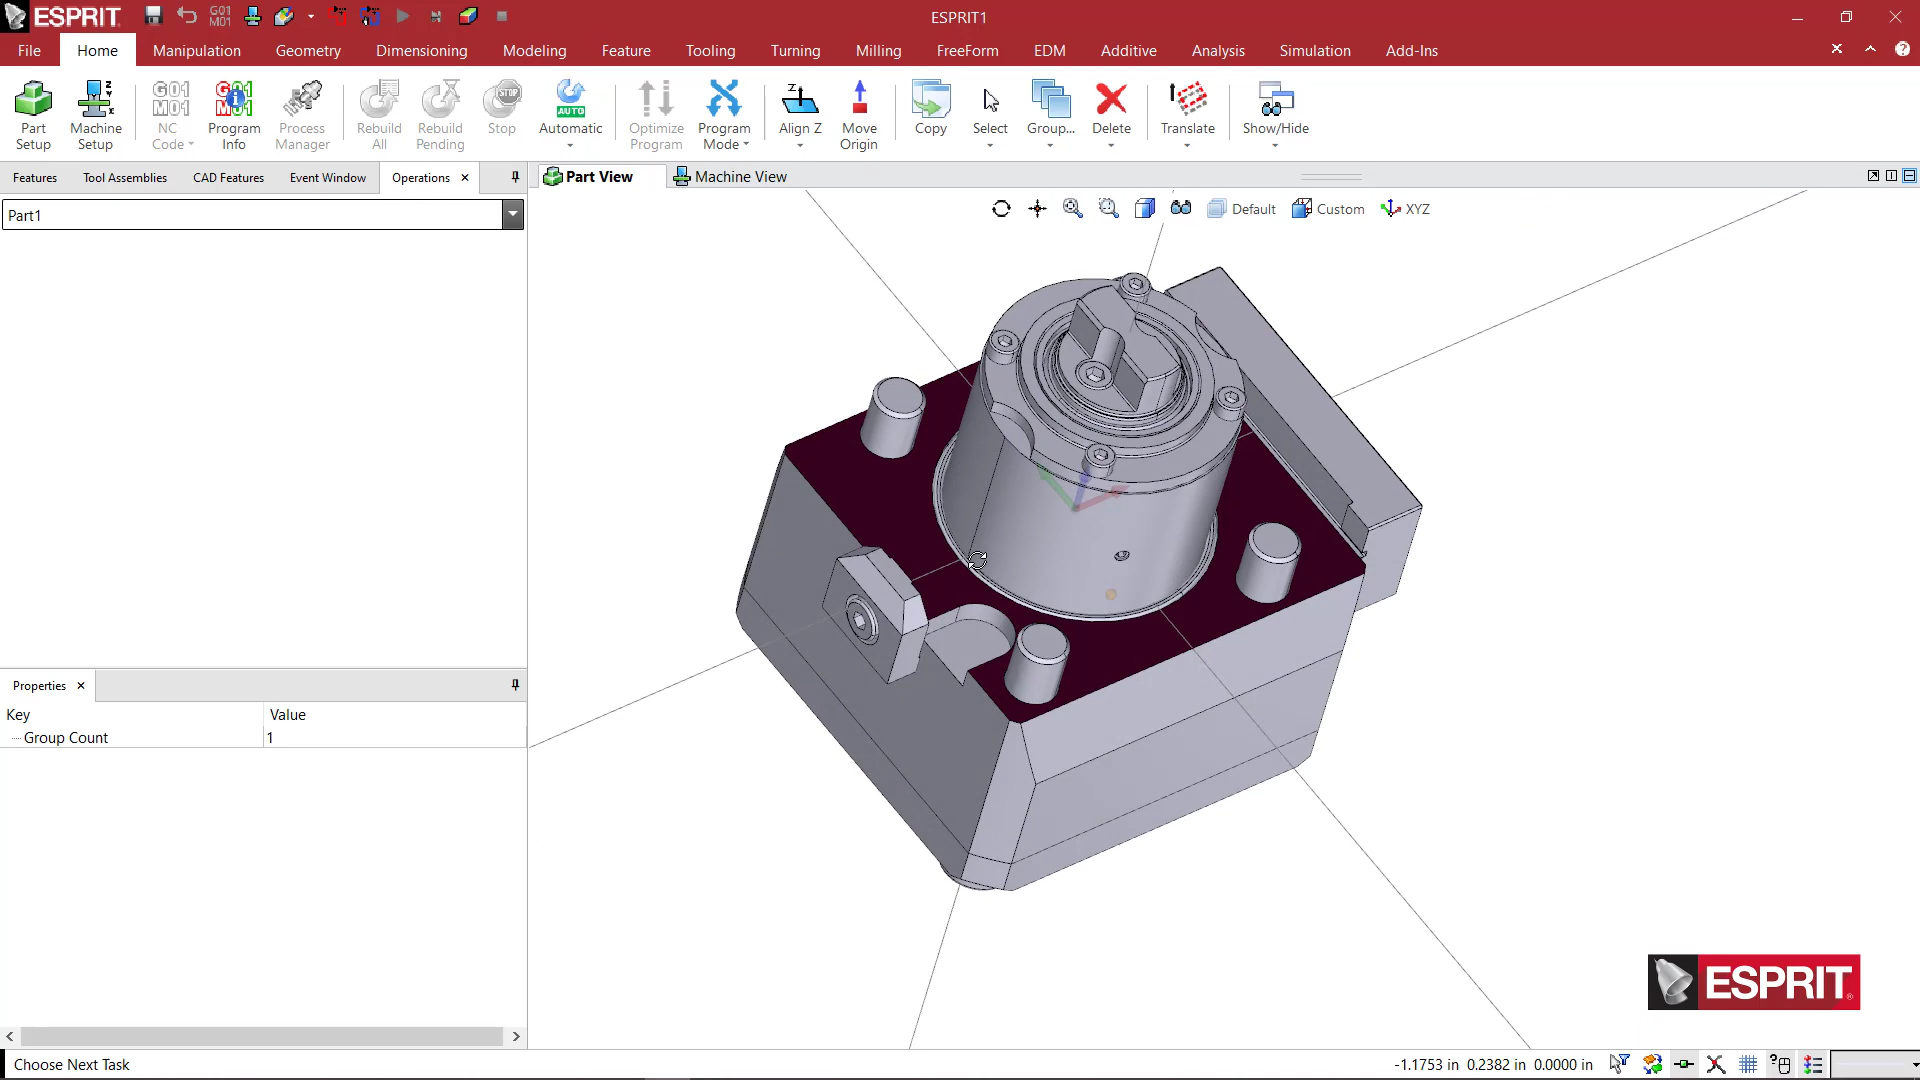 ESPRIT
G01
M01
ESPRIT1
File
Home
Manipulation
Geometry
Dimensioning
Modeling
Feature
Tooling
Turning
Milling
FreeForm
EDM
Additive
Analysis
Simulation
Add-Ins
Part
Setup
Machine
Setup
NC
Code
Program
Info
Process
Manager
Rebuild
All
Rebuild
Pending
Stop
Automatic
Optimize
Program
Program
Mode
Align Z
Move
Origin
Copy
Select
Group...
Delete
Translate
Show/Hide
G01
M01
G01
M01
STOP
AUTO
Z
Y
X
Z
Features
Tool Assemblies
CAD Features
Event Window
Operations
Part View
Machine View
Part1
Default
Custom
XYZ
Properties
Key
Value
Group Count
1
ESPRIT
Choose Next Task
-1.1753 in 0.2382 in 0.0000 in